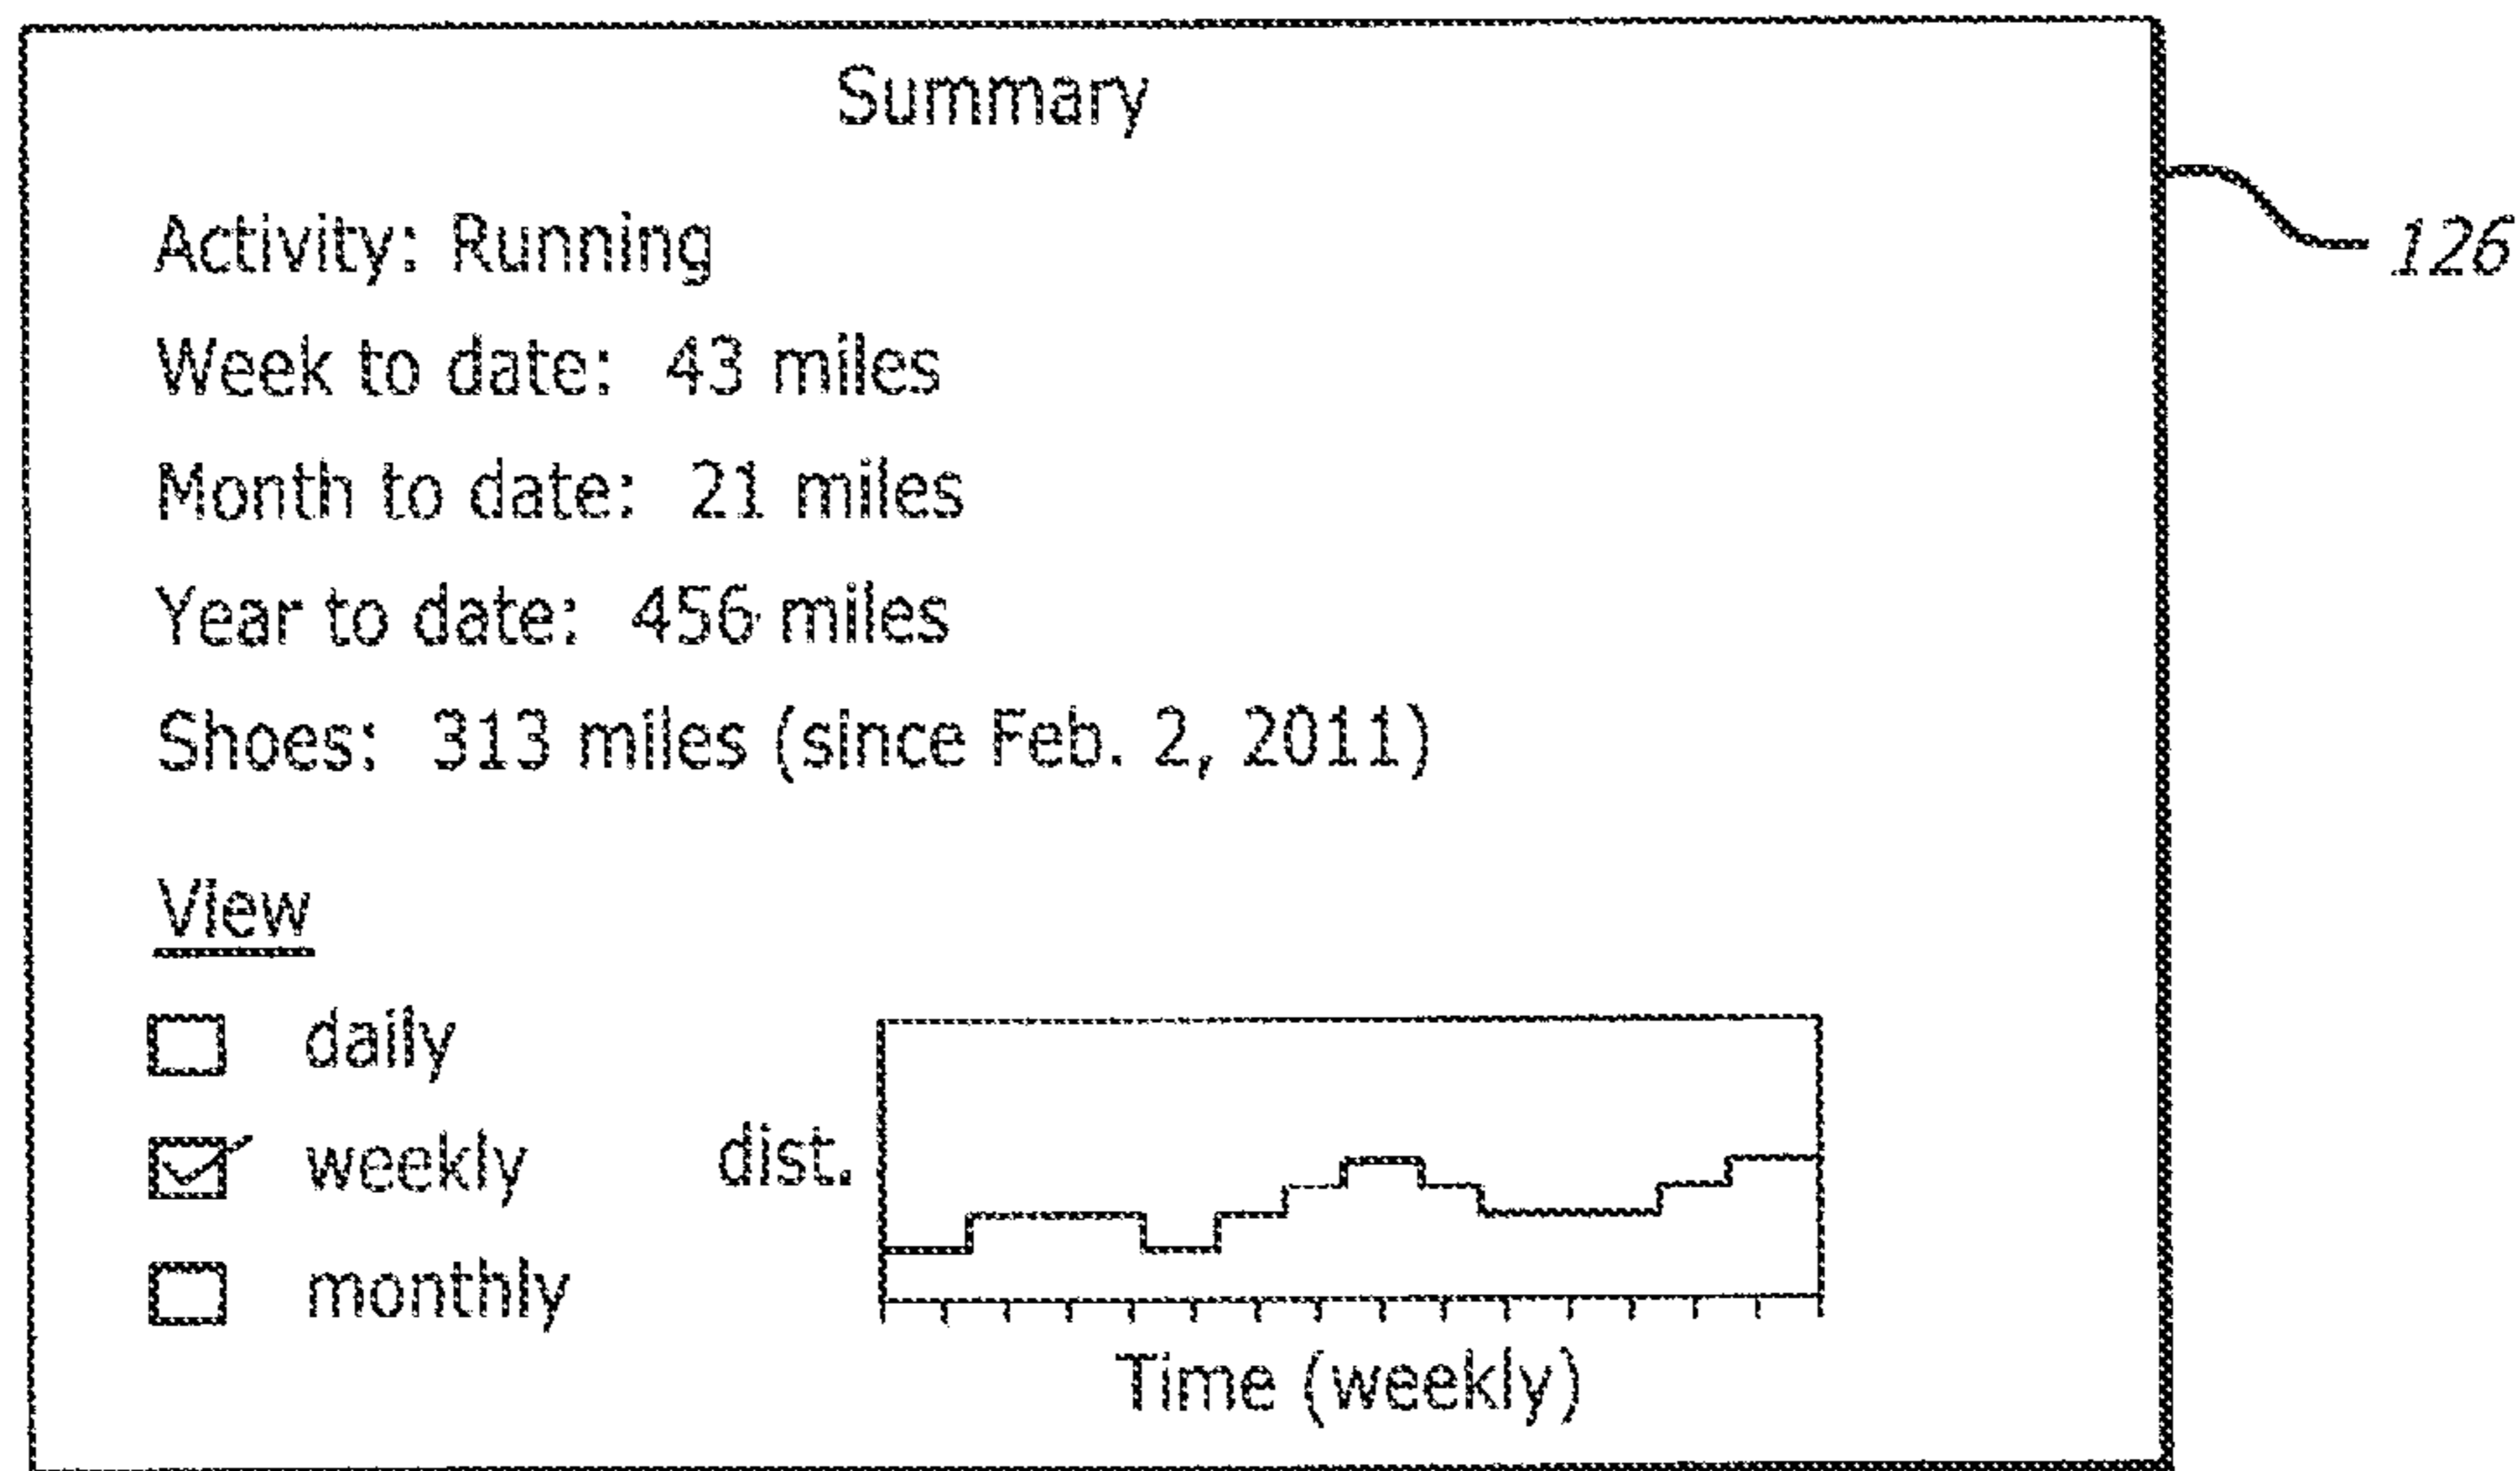 Summary
126
Activity: Running
Week to date: 43 miles
Month to date: 21 miles
Year to date: 456 miles
Shoes: 313 miles (since Feb. 2, 2011)
View
daily
weekly
monthly
dist.
Time (weekly)